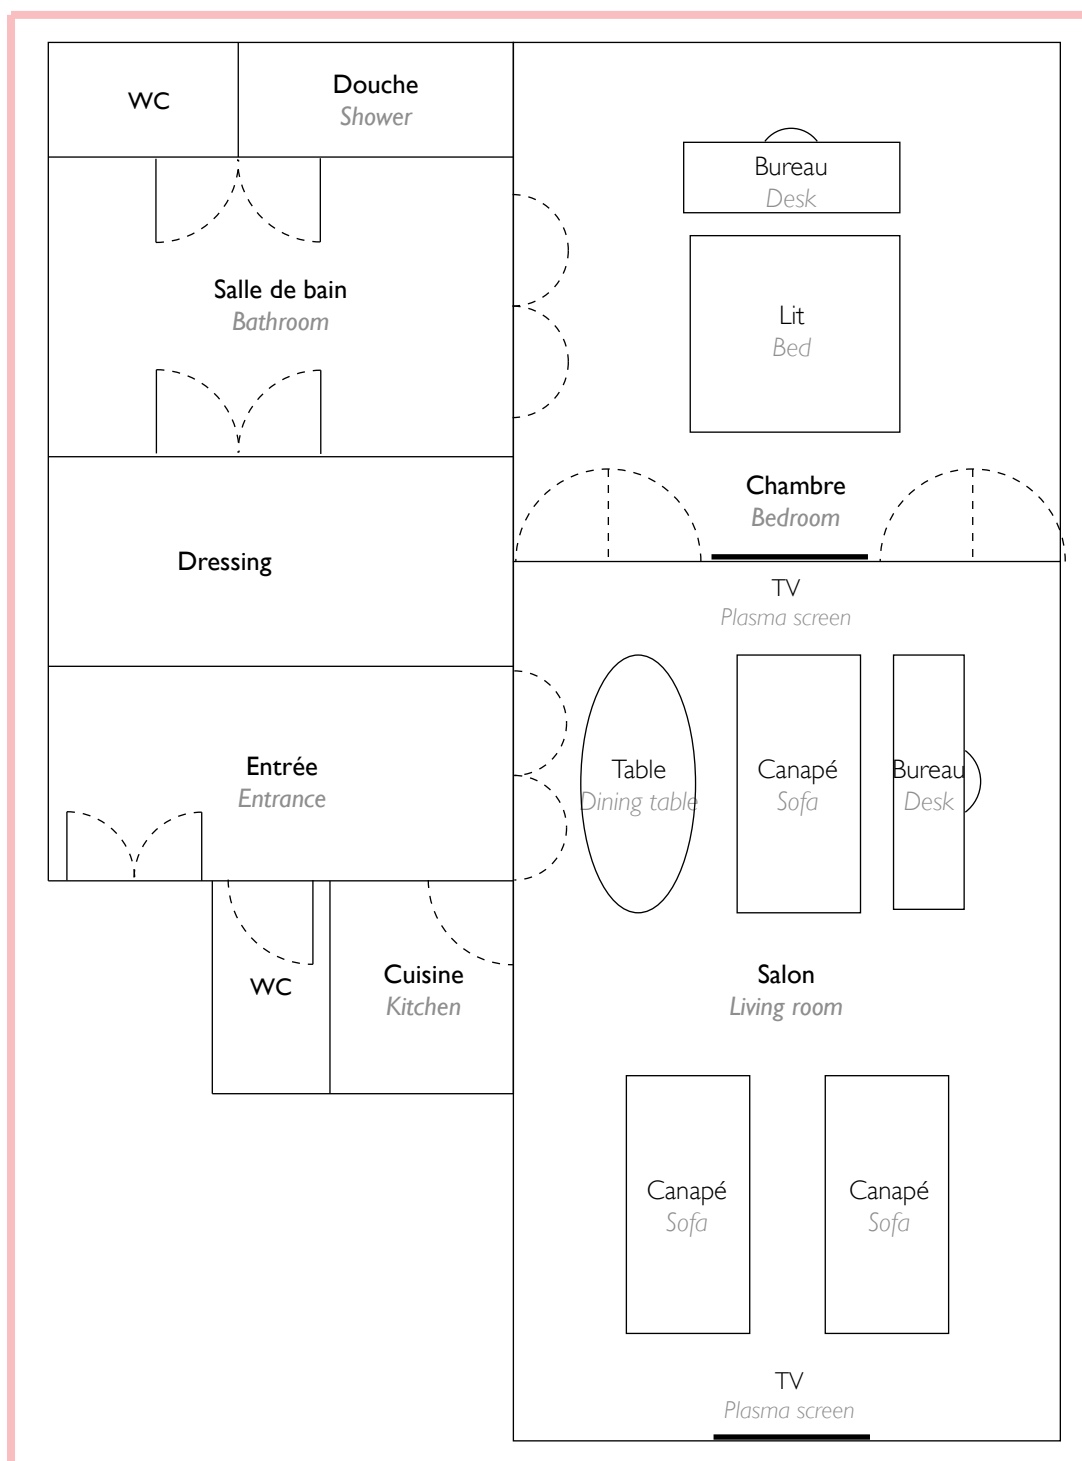 WC
Douche
Shower
Bureau
Desk
Salle de bain
Bathroom
Lit
Bed
Chambre
Bedroom
Dressing
TV
Plasma screen
Entrée
Entrance
Table
Dining table
Canapé
Sofa
Bureau
Desk
WC
Cuisine
Kitchen
Salon
Living room
Canapé
Sofa
Canapé
Sofa
TV
Plasma screen